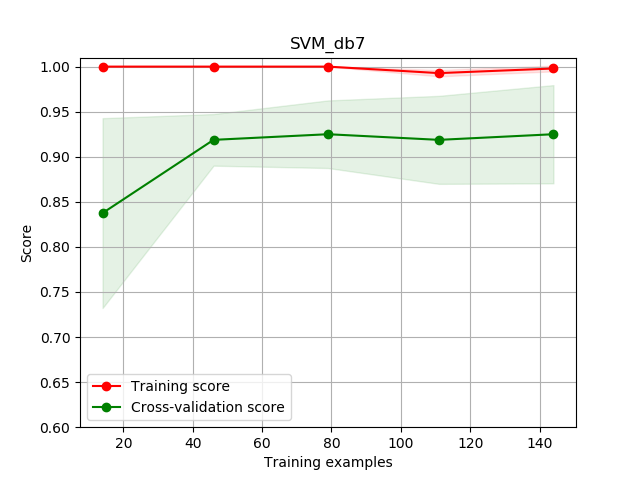 SVM_db7
1.00
0.95
0.90
0.85
0.80
0.75
0.70
0.65
0.60
Score
Training score
Cross-validation score
20 40 60 80 100 120 140
Training examples